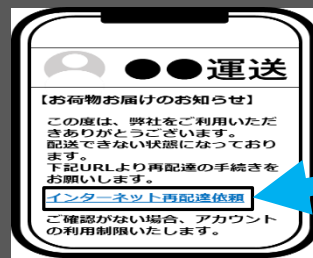 ●●運送
【お荷物お届けのお知らせ】
この度は、弊社をご利用いただ
きありがとうございます。
配送できない状態になっており
ます。
下記URLより再配達の手続きを
お願いします。
インターネット再配達依頼
ご確認がない場合、アカウント
の利用制限いたします。